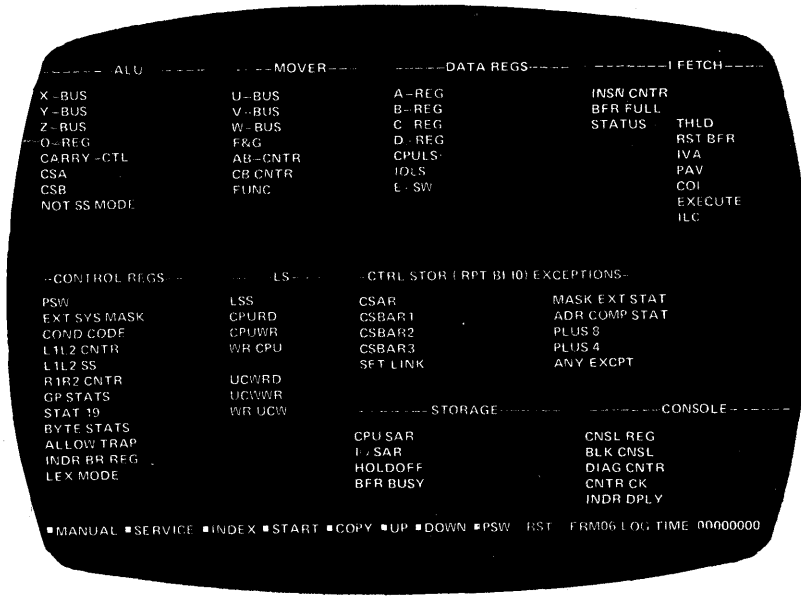 ALU MOVER DATA REGS I FETCH
X-BUS U-BUS A-REG INSN CNTR
Y-BUS V-BUS B-REG BFR FULL
Z-BUS W-BUS C REG STATUS THLD
O-REG F&G D-REG RST BFR
CARRY-CTL AB-CNTR CPULS IVA
CSA CB CNTR IOLS PAV
CSB FUNC E-SW COI
NOT SS MODE EXECUTE
ILC
CONTROL REGS LS CTRL STOR (RPT BI 10) EXCEPTIONS
PSW LSS CSAR MASK EXT STAT
EXT SYS MASK CPURD CSBAR1 ADR COMP STAT
COND CODE CPUWR CSBAR2 PLUS 8
L1L2 CNTR WR CPU CSBAR3 PLUS 4
L1L2 SS SET LINK ANY EXCPT
R1R2 CNTR UCWRD
GP STATS UCWWR
STAT 19 WR UCW STORAGE CONSOLE
BYTE STATS
ALLOW TRAP CPU SAR CNSL REG
INDR BR REG SAR BLK CNSL
LEX MODE HOLDOFF DIAG CNTR
BFR BUSY CNTR CK
INDR DPLY
■MANUAL ■SERVICE ■INDEX ■START ■COPY ■UP ■DOWN ■PSW RST FRM06 LOG TIME 00000000